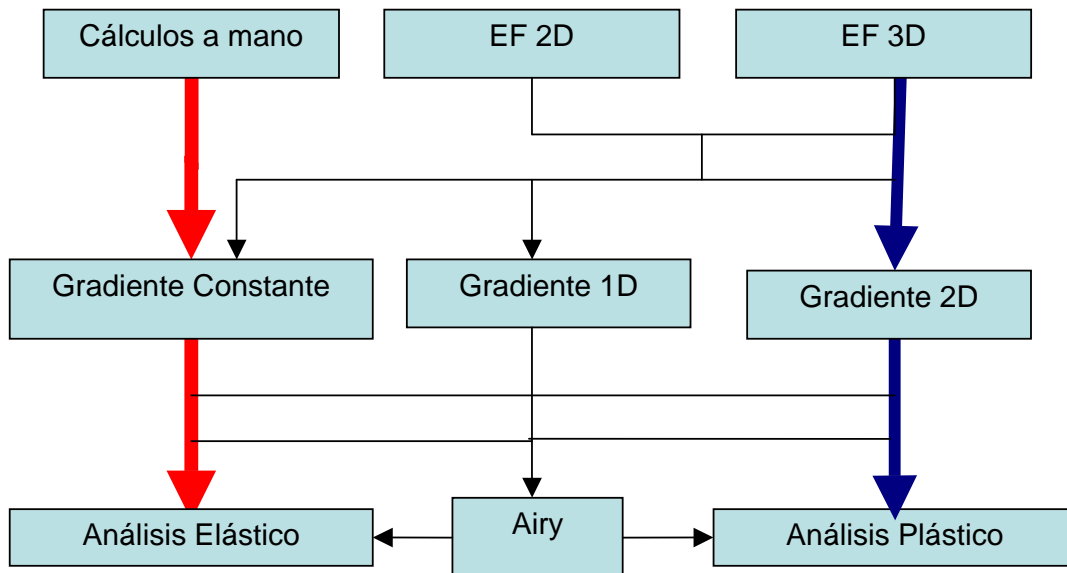 Cálculos a mano
EF 2D
EF 3D
Gradiente Constante
Gradiente 1D
Gradiente 2D
Análisis Elástico
Airy
Análisis Plástico